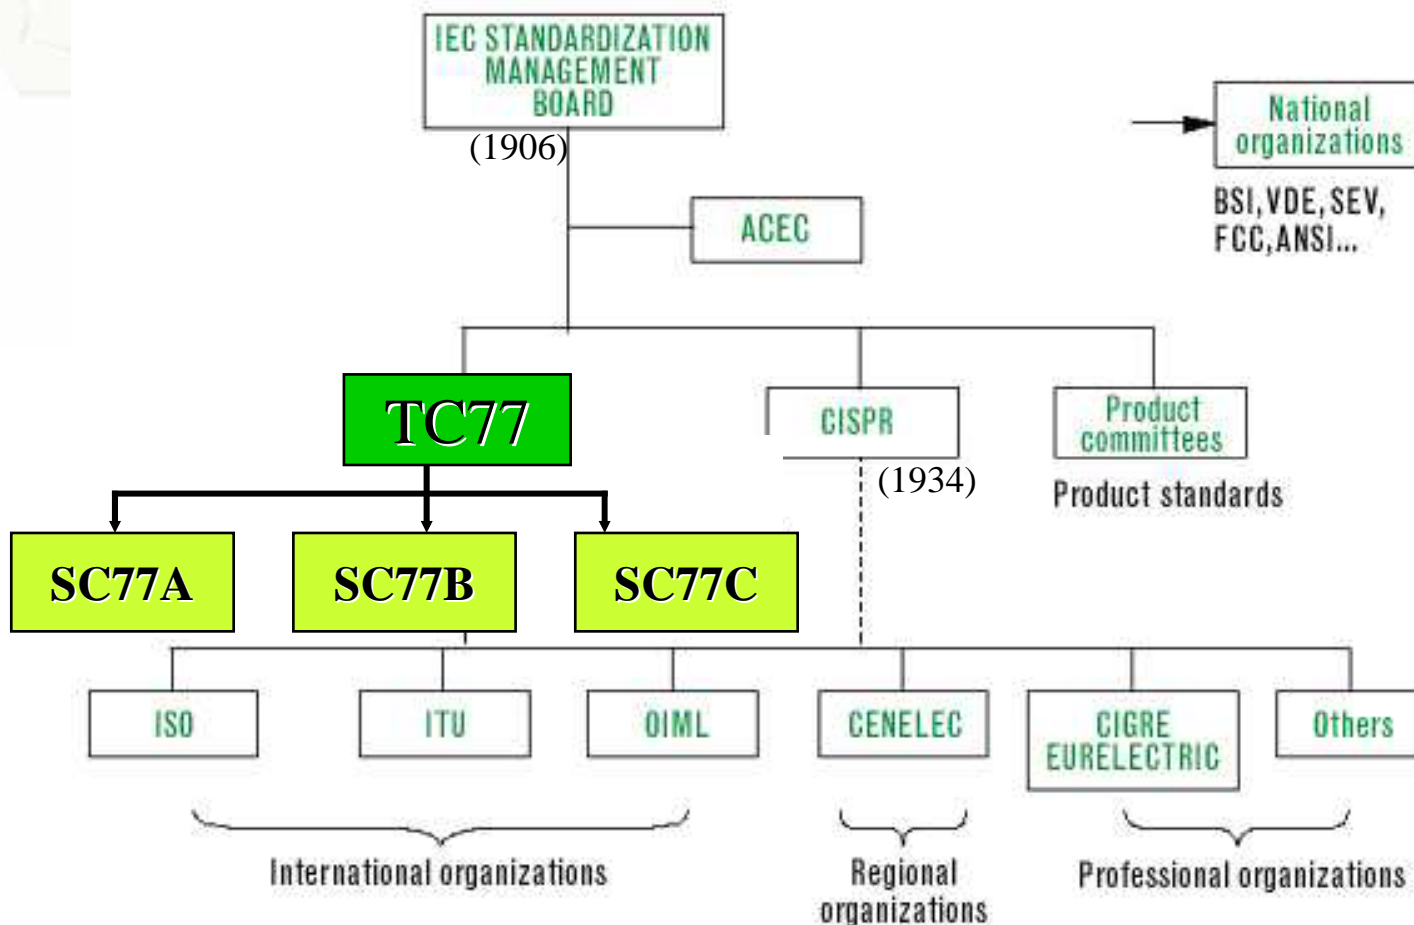 IEC STANDARDIZATION
MANAGEMENT
BOARD
(1906)
National
organizations
BSI, VDE, SEV,
FCC, ANSI...
ACEC
TC77
CISPR
(1934)
Product
committees
Product standards
SC77A
SC77B
SC77C
ISO
ITU
OIML
CENELEC
CIGRE
EURELECTRIC
Others
International organizations
Regional
organizations
Professional organizations